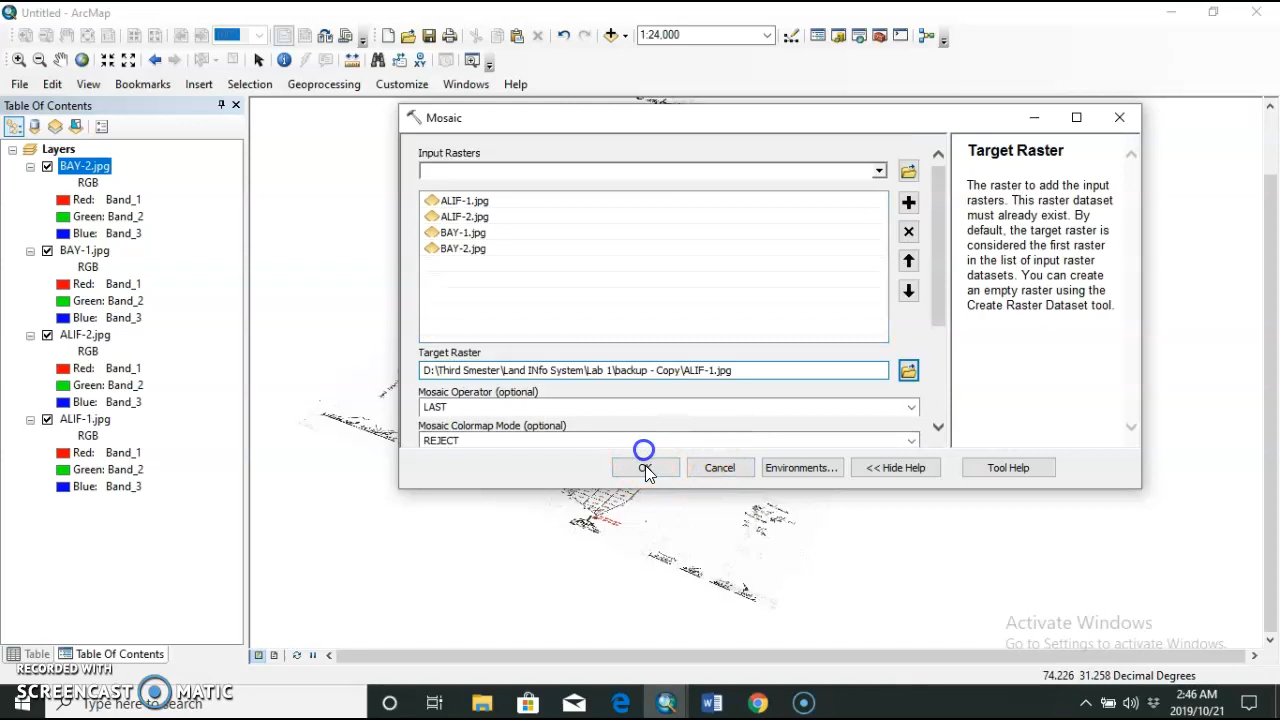 Untitled - ArcMap
1:24,000
File Edit View Bookmarks Insert Selection Geoprocessing Customize Windows Help
Table Of Contents
Layers
BAY-2.jpg
RGB
Red: Band_1
Green: Band_2
Blue: Band_3
BAY-1.jpg
RGB
Red: Band_1
Green: Band_2
Blue: Band_3
ALIF-2.jpg
RGB
Red: Band_1
Green: Band_2
Blue: Band_3
ALIF-1.jpg
RGB
Red: Band_1
Green: Band_2
Blue: Band_3
Mosaic
Input Rasters
ALIF-1.jpg
ALIF-2.jpg
BAY-1.jpg
BAY-2.jpg
Target Raster
D:\Third Smester\Land INfo System\Lab 1\backup - Copy\ALIF-1.jpg
Mosaic Operator (optional)
LAST
Mosaic Colormap Mode (optional)
REJECT
OK Cancel Environments... << Hide Help Tool Help
Target Raster
The raster to add the input
rasters. This raster dataset
must already exist. By
default, the target raster is
considered the first raster
in the list of input raster
datasets. You can create
an empty raster using the
Create Raster Dataset tool.
Activate Windows
Go to Settings to activate Windows.
Table Table Of Contents
74.226 31.258 Decimal Degrees
RECORDED WITH
SCREENCAST MATIC
Type here to search
2:46 AM
2019/10/21